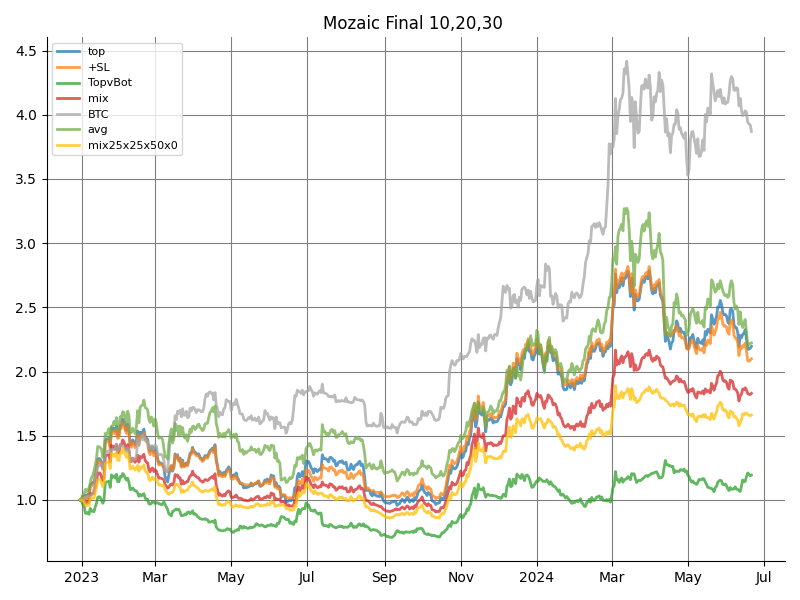 Mozaic Final 10,20,30
top
+SL
TopvBot
mix
BTC
avg
mix25x25x50x0
4.5
4.0
3.5
3.0
2.5
2.0
1.5
1.0
2023 Mar May Jul Sep Nov 2024 Mar May Jul